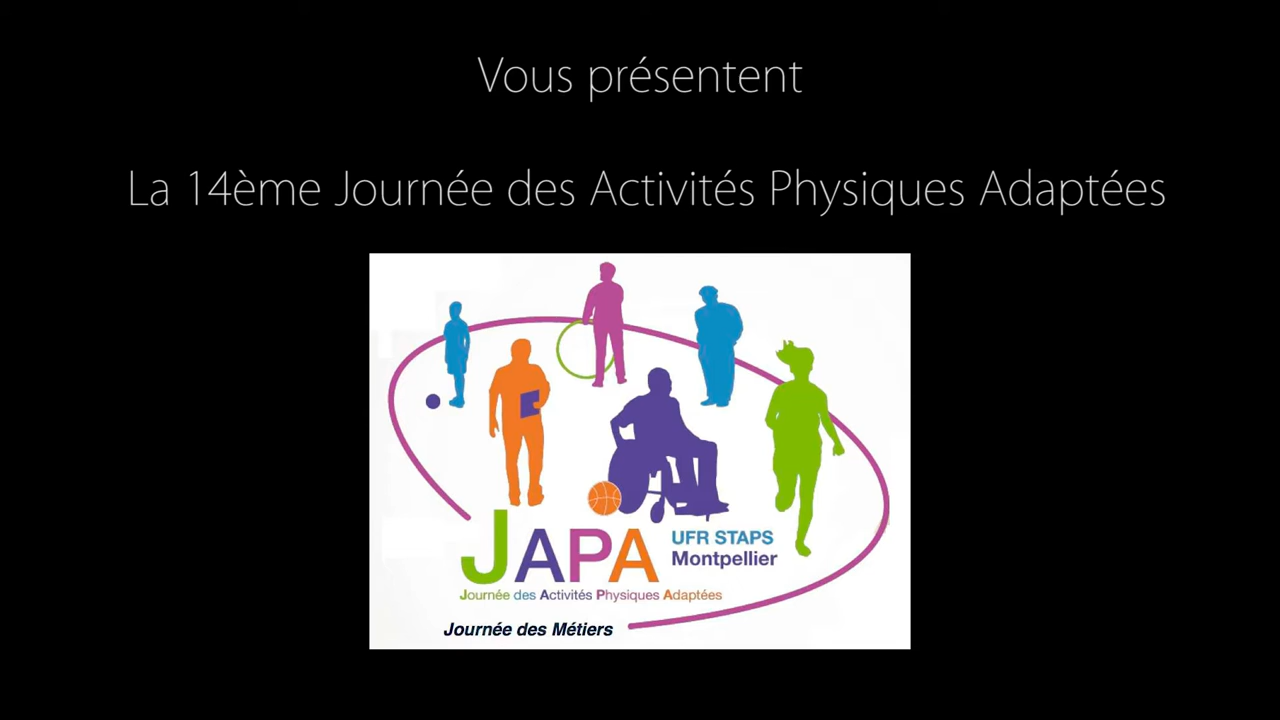 Vous présentent
La 14ème Journée des Activités Physiques Adaptées
JAPA
UFR STAPS
Montpellier
Journée des Activités Physiques Adaptées
Journée des Métiers